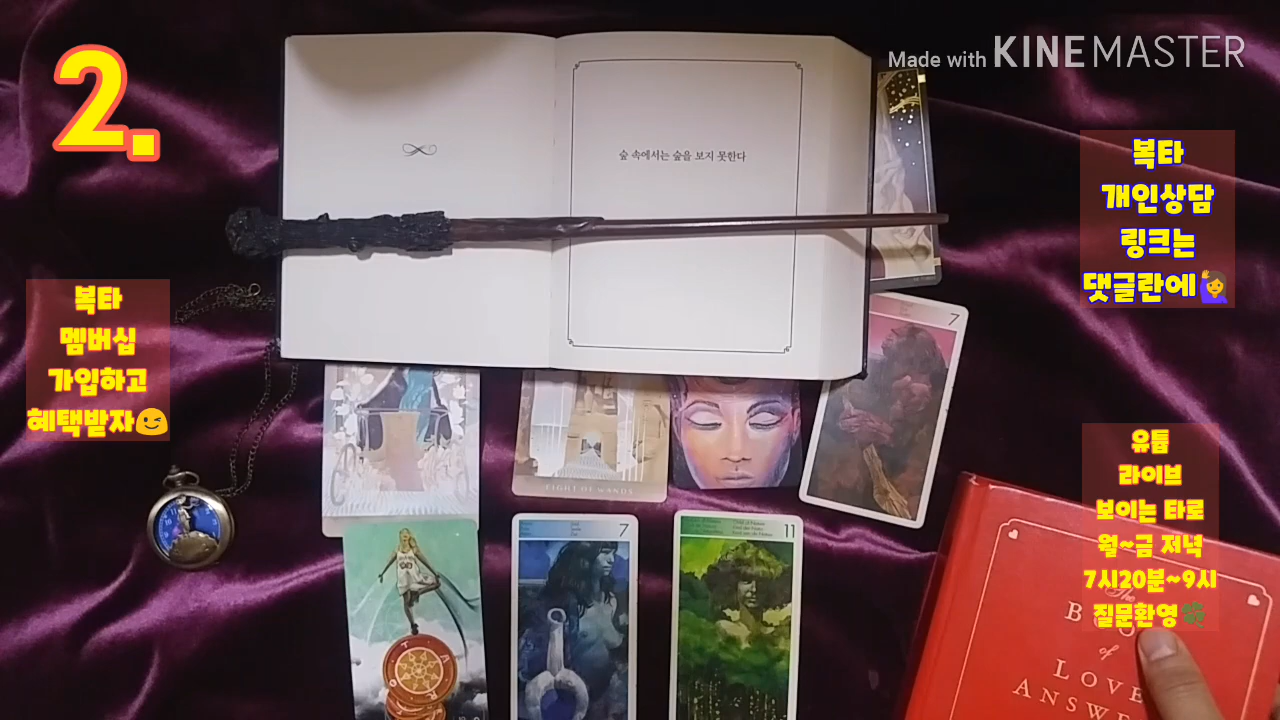 2.
Made with KINEMASTER
복타
개인상담
링크는
댓글란에🙋‍♀️
숲 속에서는 숲을 보지 못한다
복타
멤버십
가입하고
혜택받자😉
7
EIGHT OF WANDS
유튭
라이브
보이는 타로
월~금 저녁
7시20분~9시
질문환영🍀
7
11
The
BOO
of
LOVE
ANSWE